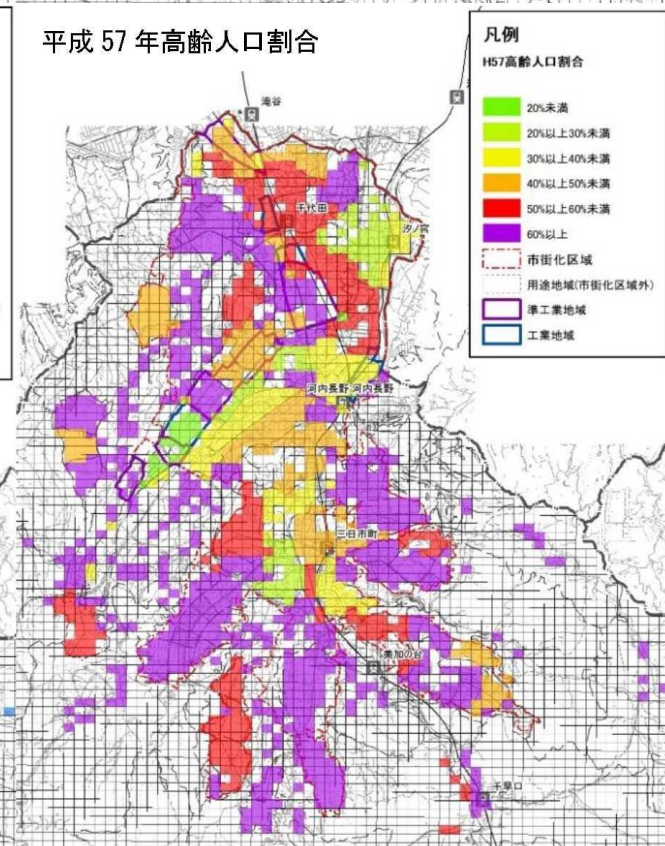 平成 57 年高齢人口割合
凡例
H57高齢人口割合
20%未満
20%以上30%未満
30%以上40%未満
40%以上50%未満
50%以上60%未満
60%以上
市街化区域
用途地域(市街化区域外)
準工業地域
工業地域
滝谷
千代田
汐ノ宮
河内長野 河内長野
三日市町
美加の台
千早口